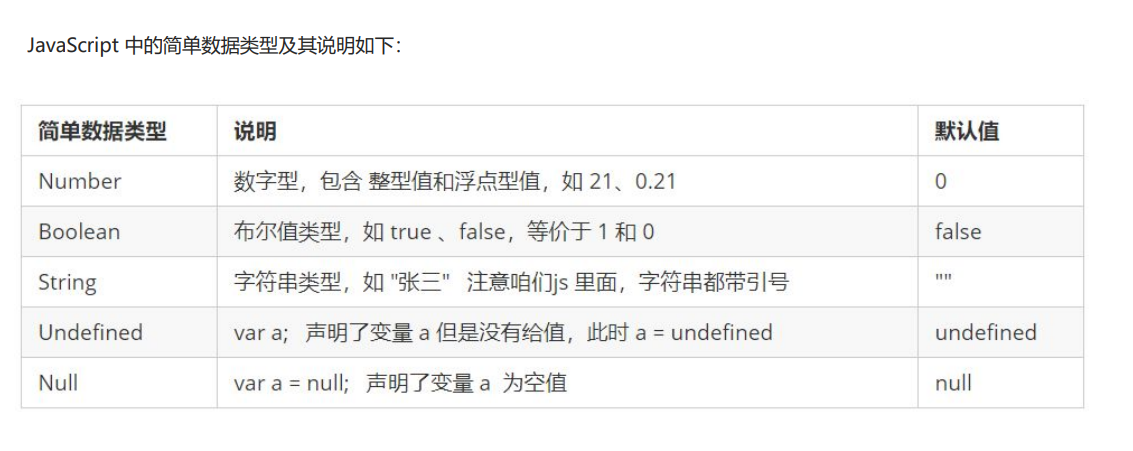 JavaScript 中的简单数据类型及其说明如下：
简单数据类型 说明 默认值
Number 数字型，包含 整型值和浮点型值，如 21、0.21 0
Boolean 布尔值类型，如 true 、false，等价于 1 和 0 false
String 字符串类型，如 "张三" 注意咱们js 里面，字符串都带引号 ""
Undefined var a; 声明了变量 a 但是没有给值，此时 a = undefined undefined
Null var a = null; 声明了变量 a 为空值 null